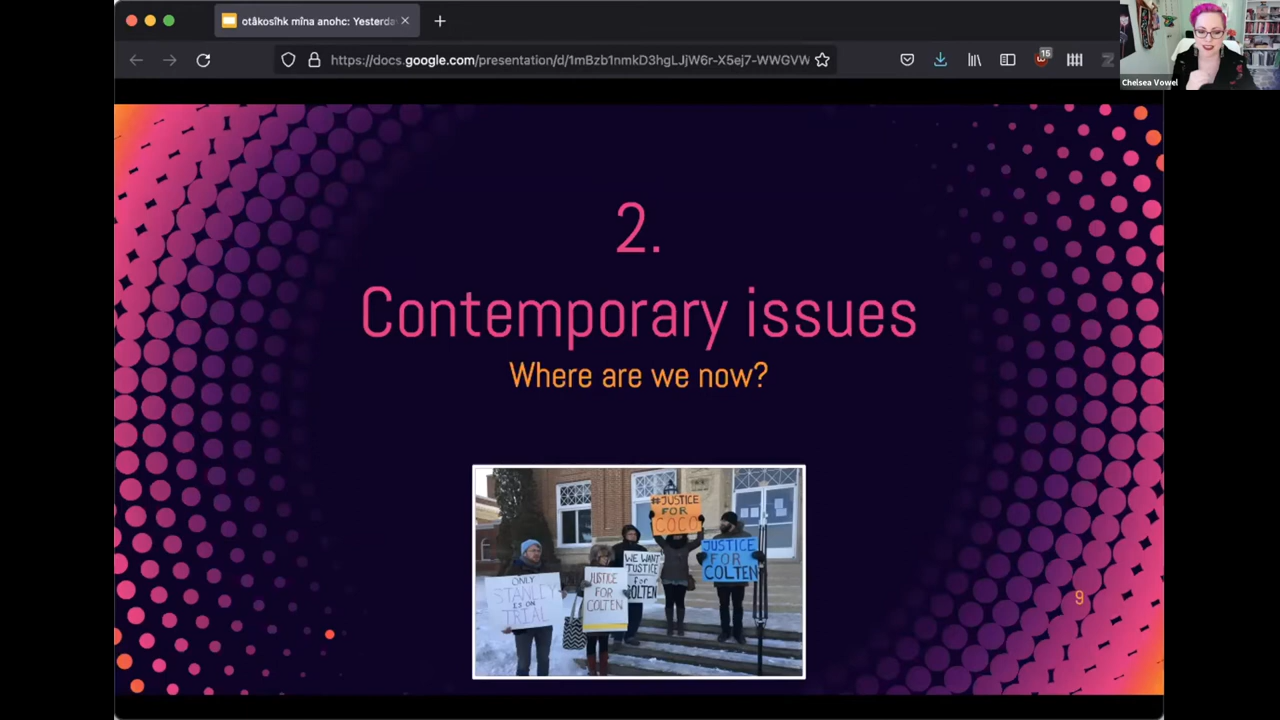 otâkosîhk mîna anohc: Yesterda
https://docs.google.com/presentation/d/1mBzb1nmkD3hgLJjW6r-X5ej7-WWGVW
15
Chelsea Vowel
2.
Contemporary issues
Where are we now?
#JUSTICE
FOR
COCO
JUSTICE
FOR
COLTEN
WE WANT
JUSTICE
for
COLTEN
JUSTICE
FOR
COLTEN
ONLY
STANLEY
IS ON
TRIAL
9